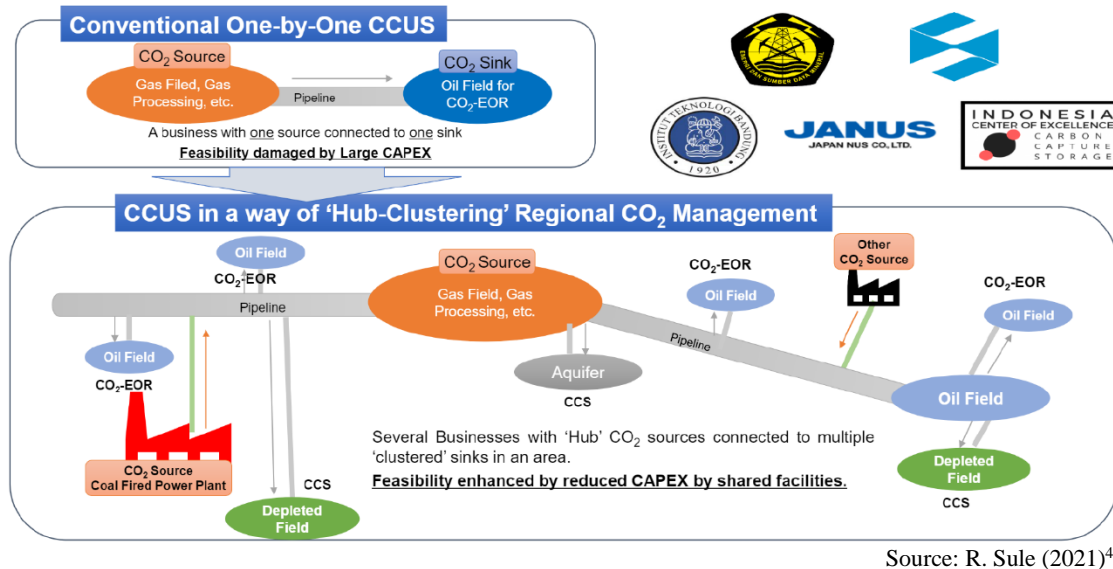 Conventional One-by-One CCUS
CO2 Source
Gas Filed, Gas
Processing, etc.
Pipeline
CO2 Sink
Oil Field for
CO2-EOR
A business with one source connected to one sink
Feasibility damaged by Large CAPEX
ENERGI DAN SUMBER DAYA MINERAL
INSTITUT TEKNOLOGI BANDUNG
1920
JANUS
JAPAN NUS CO., LTD.
INDONESIA
CENTER OF EXCELLENCE
CARBON
CAPTURE
STORAGE
CCUS in a way of 'Hub-Clustering' Regional CO2 Management
Oil Field
CO2-EOR
Pipeline
Oil Field
CO2-EOR
CO2 Source
Coal Fired Power Plant
CCS
Depleted
Field
CO2 Source
Gas Field, Gas
Processing, etc.
Aquifer
CCS
CO2-EOR
Oil Field
Pipeline
Other
CO2 Source
CO2-EOR
Oil Field
Oil Field
Depleted
Field
CCS
Several Businesses with 'Hub' CO2 sources connected to multiple
'clustered' sinks in an area.
Feasibility enhanced by reduced CAPEX by shared facilities.
Source: R. Sule (2021)4